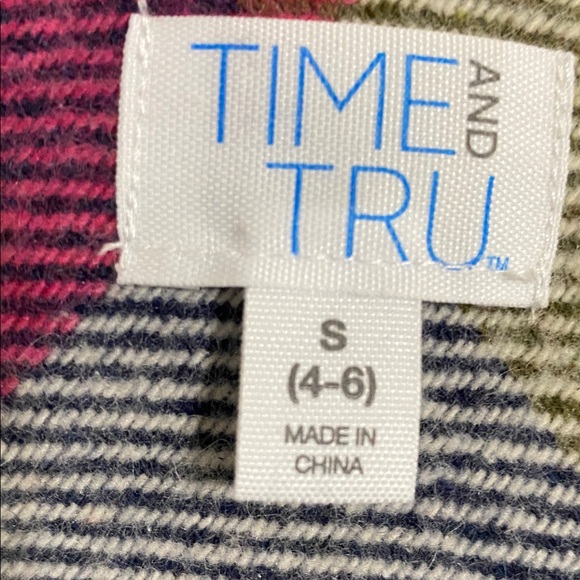 TIME AND
TRU™
S
(4-6)
MADE IN
CHINA